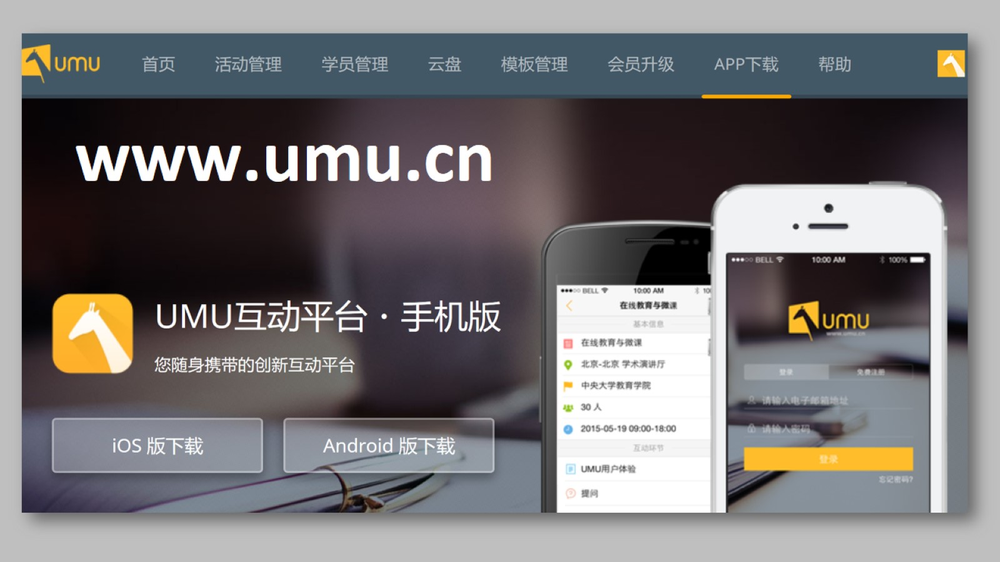 umu
首页
活动管理
学员管理
云盘
模板管理
会员升级
APP下载
帮助
www.umu.cn
UMU互动平台·手机版
您随身携带的创新互动平台
iOS 版下载
Android 版下载
BELL 10:00 AM 10
在线教育与微课
基本信息
在线教育与微课
北京-北京 学术演讲厅
中央大学教育学院
30 人
2015-05-19 09:00-18:00
互动环节
UMU用户体验
提问
BELL 10:00 AM 100%
umu
www.umu.cn
登录 免费注册
请输入电子邮箱地址
请输入密码
登录
忘记密码?